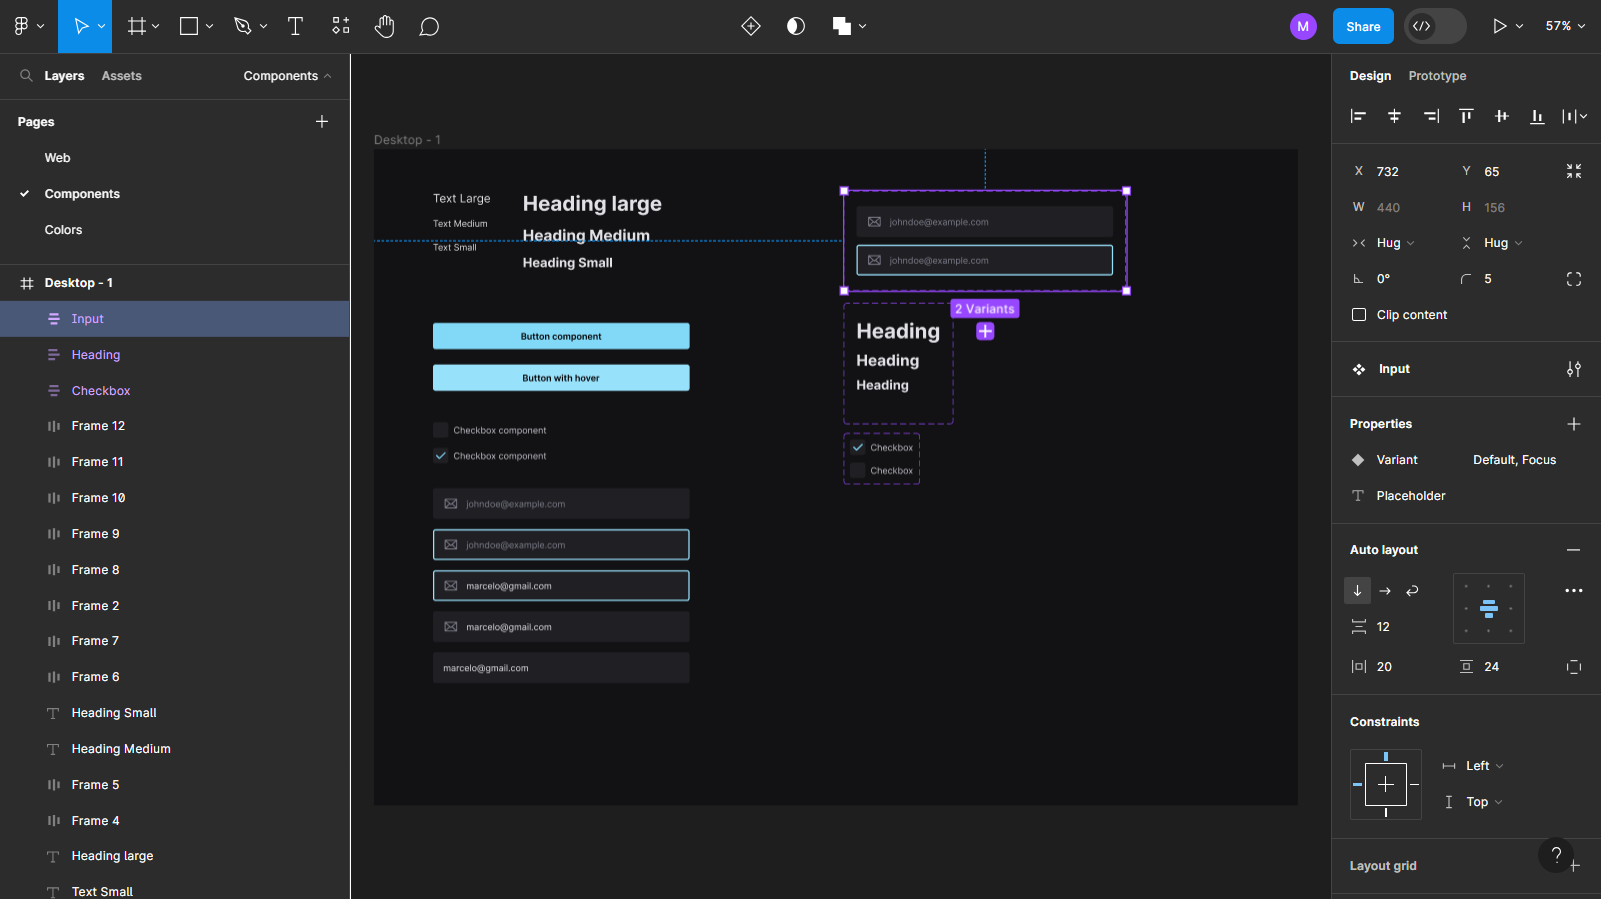 M
Share
57%
Layers
Assets
Components
Pages
Web
Components
Colors
Desktop - 1
Input
Heading
Checkbox
Frame 12
Frame 11
Frame 10
Frame 9
Frame 8
Frame 2
Frame 7
Frame 6
Heading Small
Heading Medium
Frame 5
Frame 4
Heading large
Text Small
Desktop - 1
Text Large
Text Medium
Text Small
Heading large
Heading Medium
Heading Small
Button component
Button with hover
Checkbox component
Checkbox component
johndoe@example.com
johndoe@example.com
marcelo@gmail.com
marcelo@gmail.com
marcelo@gmail.com
johndoe@example.com
johndoe@example.com
2 Variants
Heading
Heading
Heading
Checkbox
Checkbox
Design
Prototype
X 732
Y 65
W 440
H 156
Hug
Hug
0°
5
Clip content
Input
Properties
Variant
Default, Focus
Placeholder
Auto layout
12
20
24
Constraints
Left
Top
Layout grid
?